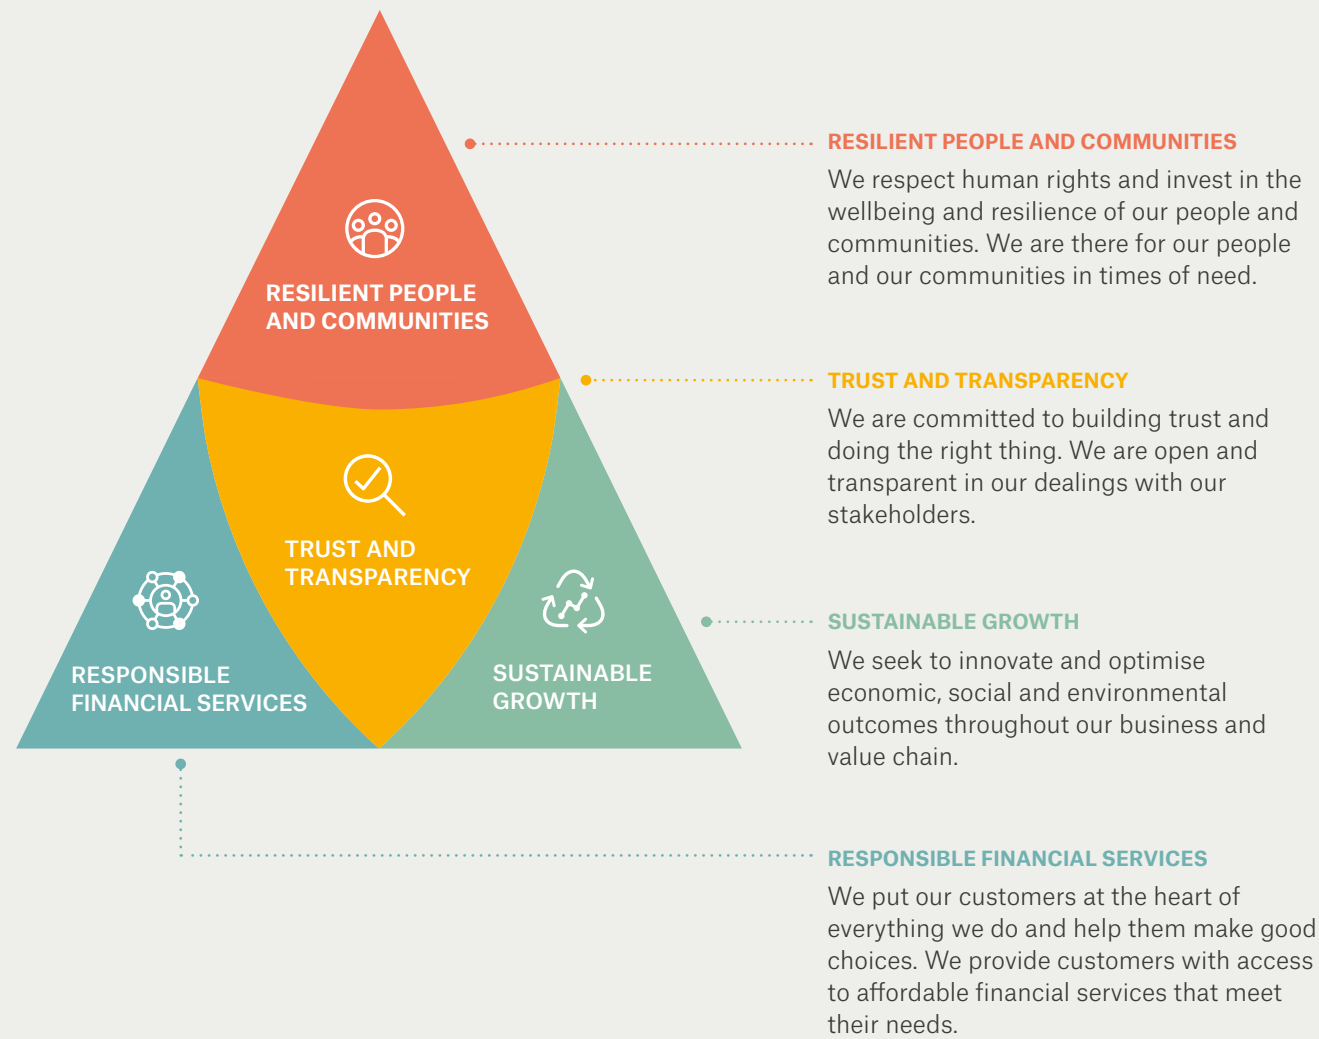 RESILIENT PEOPLE
AND COMMUNITIES
TRUST AND
TRANSPARENCY
RESPONSIBLE
FINANCIAL SERVICES
SUSTAINABLE
GROWTH
RESILIENT PEOPLE AND COMMUNITIES
We respect human rights and invest in the
wellbeing and resilience of our people and
communities. We are there for our people
and our communities in times of need.
TRUST AND TRANSPARENCY
We are committed to building trust and
doing the right thing. We are open and
transparent in our dealings with our
stakeholders.
SUSTAINABLE GROWTH
We seek to innovate and optimise
economic, social and environmental
outcomes throughout our business and
value chain.
RESPONSIBLE FINANCIAL SERVICES
We put our customers at the heart of
everything we do and help them make good
choices. We provide customers with access
to affordable financial services that meet
their needs.